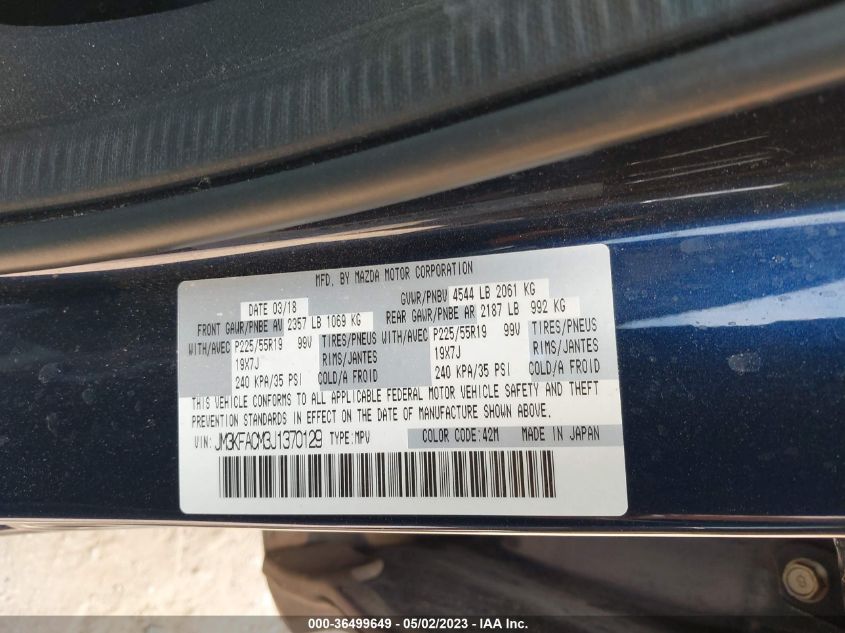 MFD. BY MAZDA MOTOR CORPORATION
DATE 03/18 GVWR/PNBV 4544 LB 2061 KG
FRONT GAWR/PNBE AV 2357 LB 1069 KG REAR GAWR/PNBE AR 2187 LB 992 KG
WITH/AVEC P225/55R19 99V TIRES/PNEUS WITH/AVEC P225/55R19 99V TIRES/PNEUS
19X7J RIMS/JANTES 19X7J RIMS/JANTES
240 KPA/35 PSI COLD/A FROID 240 KPA/35 PSI COLD/A FROID
THIS VEHICLE CONFORMS TO ALL APPLICABLE FEDERAL MOTOR VEHICLE SAFETY AND THEFT
PREVENTION STANDARDS IN EFFECT ON THE DATE OF MANUFACTURE SHOWN ABOVE.
VIN: JM3KFACM3J1370129 TYPE:MPV COLOR CODE:42M MADE IN JAPAN
000-36499649 - 05/02/2023 - © IAA, Inc.